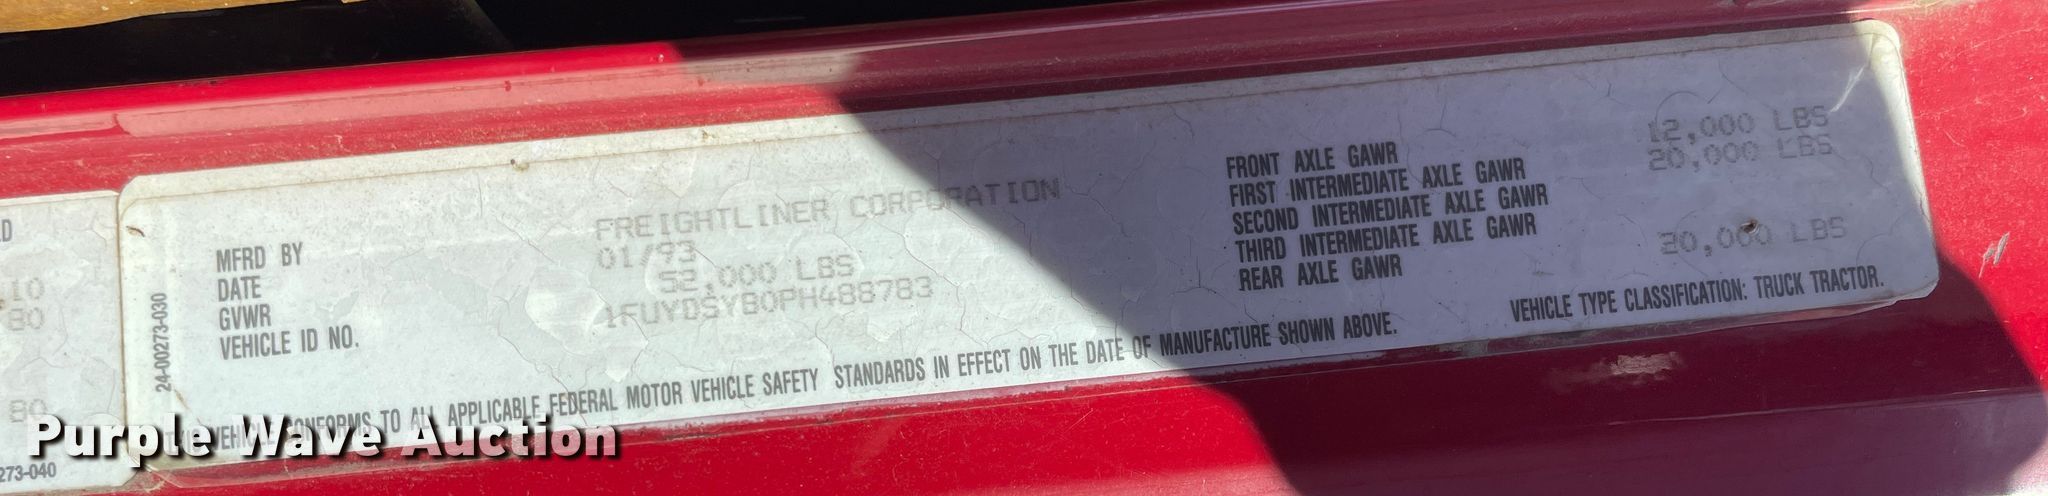 LD
10
80
80
273-040
24-00273-030
MFRD BY FREIGHTLINER CORPORATION
DATE 01/93
GVWR 52,000 LBS
VEHICLE ID NO. 1FUYDSYB0PH488783
FRONT AXLE GAWR 12,000 LBS
FIRST INTERMEDIATE AXLE GAWR 20,000 LBS
SECOND INTERMEDIATE AXLE GAWR
THIRD INTERMEDIATE AXLE GAWR
REAR AXLE GAWR 20,000 LBS
THIS VEHICLE CONFORMS TO ALL APPLICABLE FEDERAL MOTOR VEHICLE SAFETY STANDARDS IN EFFECT ON THE DATE OF MANUFACTURE SHOWN ABOVE.
VEHICLE TYPE CLASSIFICATION: TRUCK TRACTOR.
Purple Wave Auction